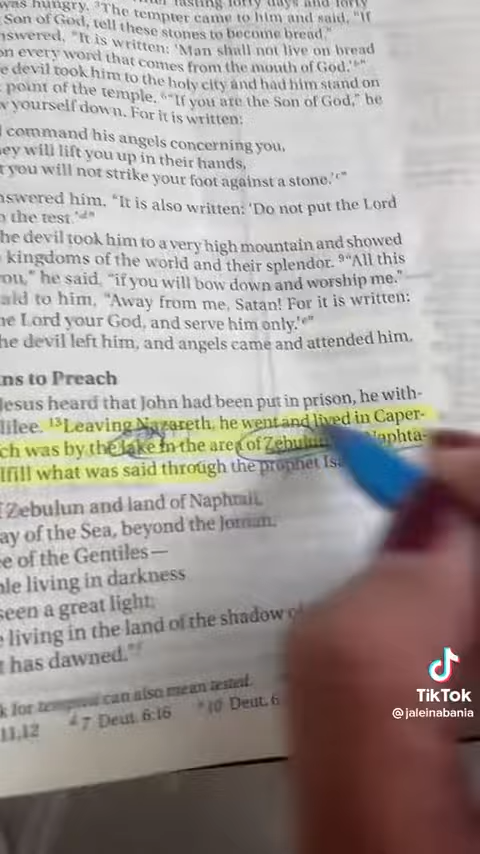 was hungry. ³The tempter came to him and said, "If
Son of God, tell these stones to become bread."
nswered, "It is written: 'Man shall not live on bread
on every word that comes from the mouth of God.'ᵇ"
e devil took him to the holy city and had him stand on
point of the temple. ⁶"If you are the Son of God," he
w yourself down. For it is written:
l command his angels concerning you,
ey will lift you up in their hands,
t you will not strike your foot against a stone.'ᶜ"
nswered him, "It is also written: 'Do not put the Lord
o the test.'ᵈ"
he devil took him to a very high mountain and showed
kingdoms of the world and their splendor. ⁹"All this
ou," he said, "if you will bow down and worship me."
aid to him, "Away from me, Satan! For it is written:
he Lord your God, and serve him only.'ᵉ"
he devil left him, and angels came and attended him.
ns to Preach
Jesus heard that John had been put in prison, he with-
lilee. ¹³Leaving Nazareth, he went and lived in Caper-
ch was by the lake in the area of Zebulun Naphta-
lfill what was said through the prophet Isa
f Zebulun and land of Naphtali,
ay of the Sea, beyond the Jordan,
e of the Gentiles—
ple living in darkness
seen a great light;
e living in the land of the shadow of
t has dawned."ᶠ
k for tempted can also mean tested.
11,12 ᵈ 7 Deut. 6:16 ᵉ 10 Deut. 6
TikTok
@jaleinabania